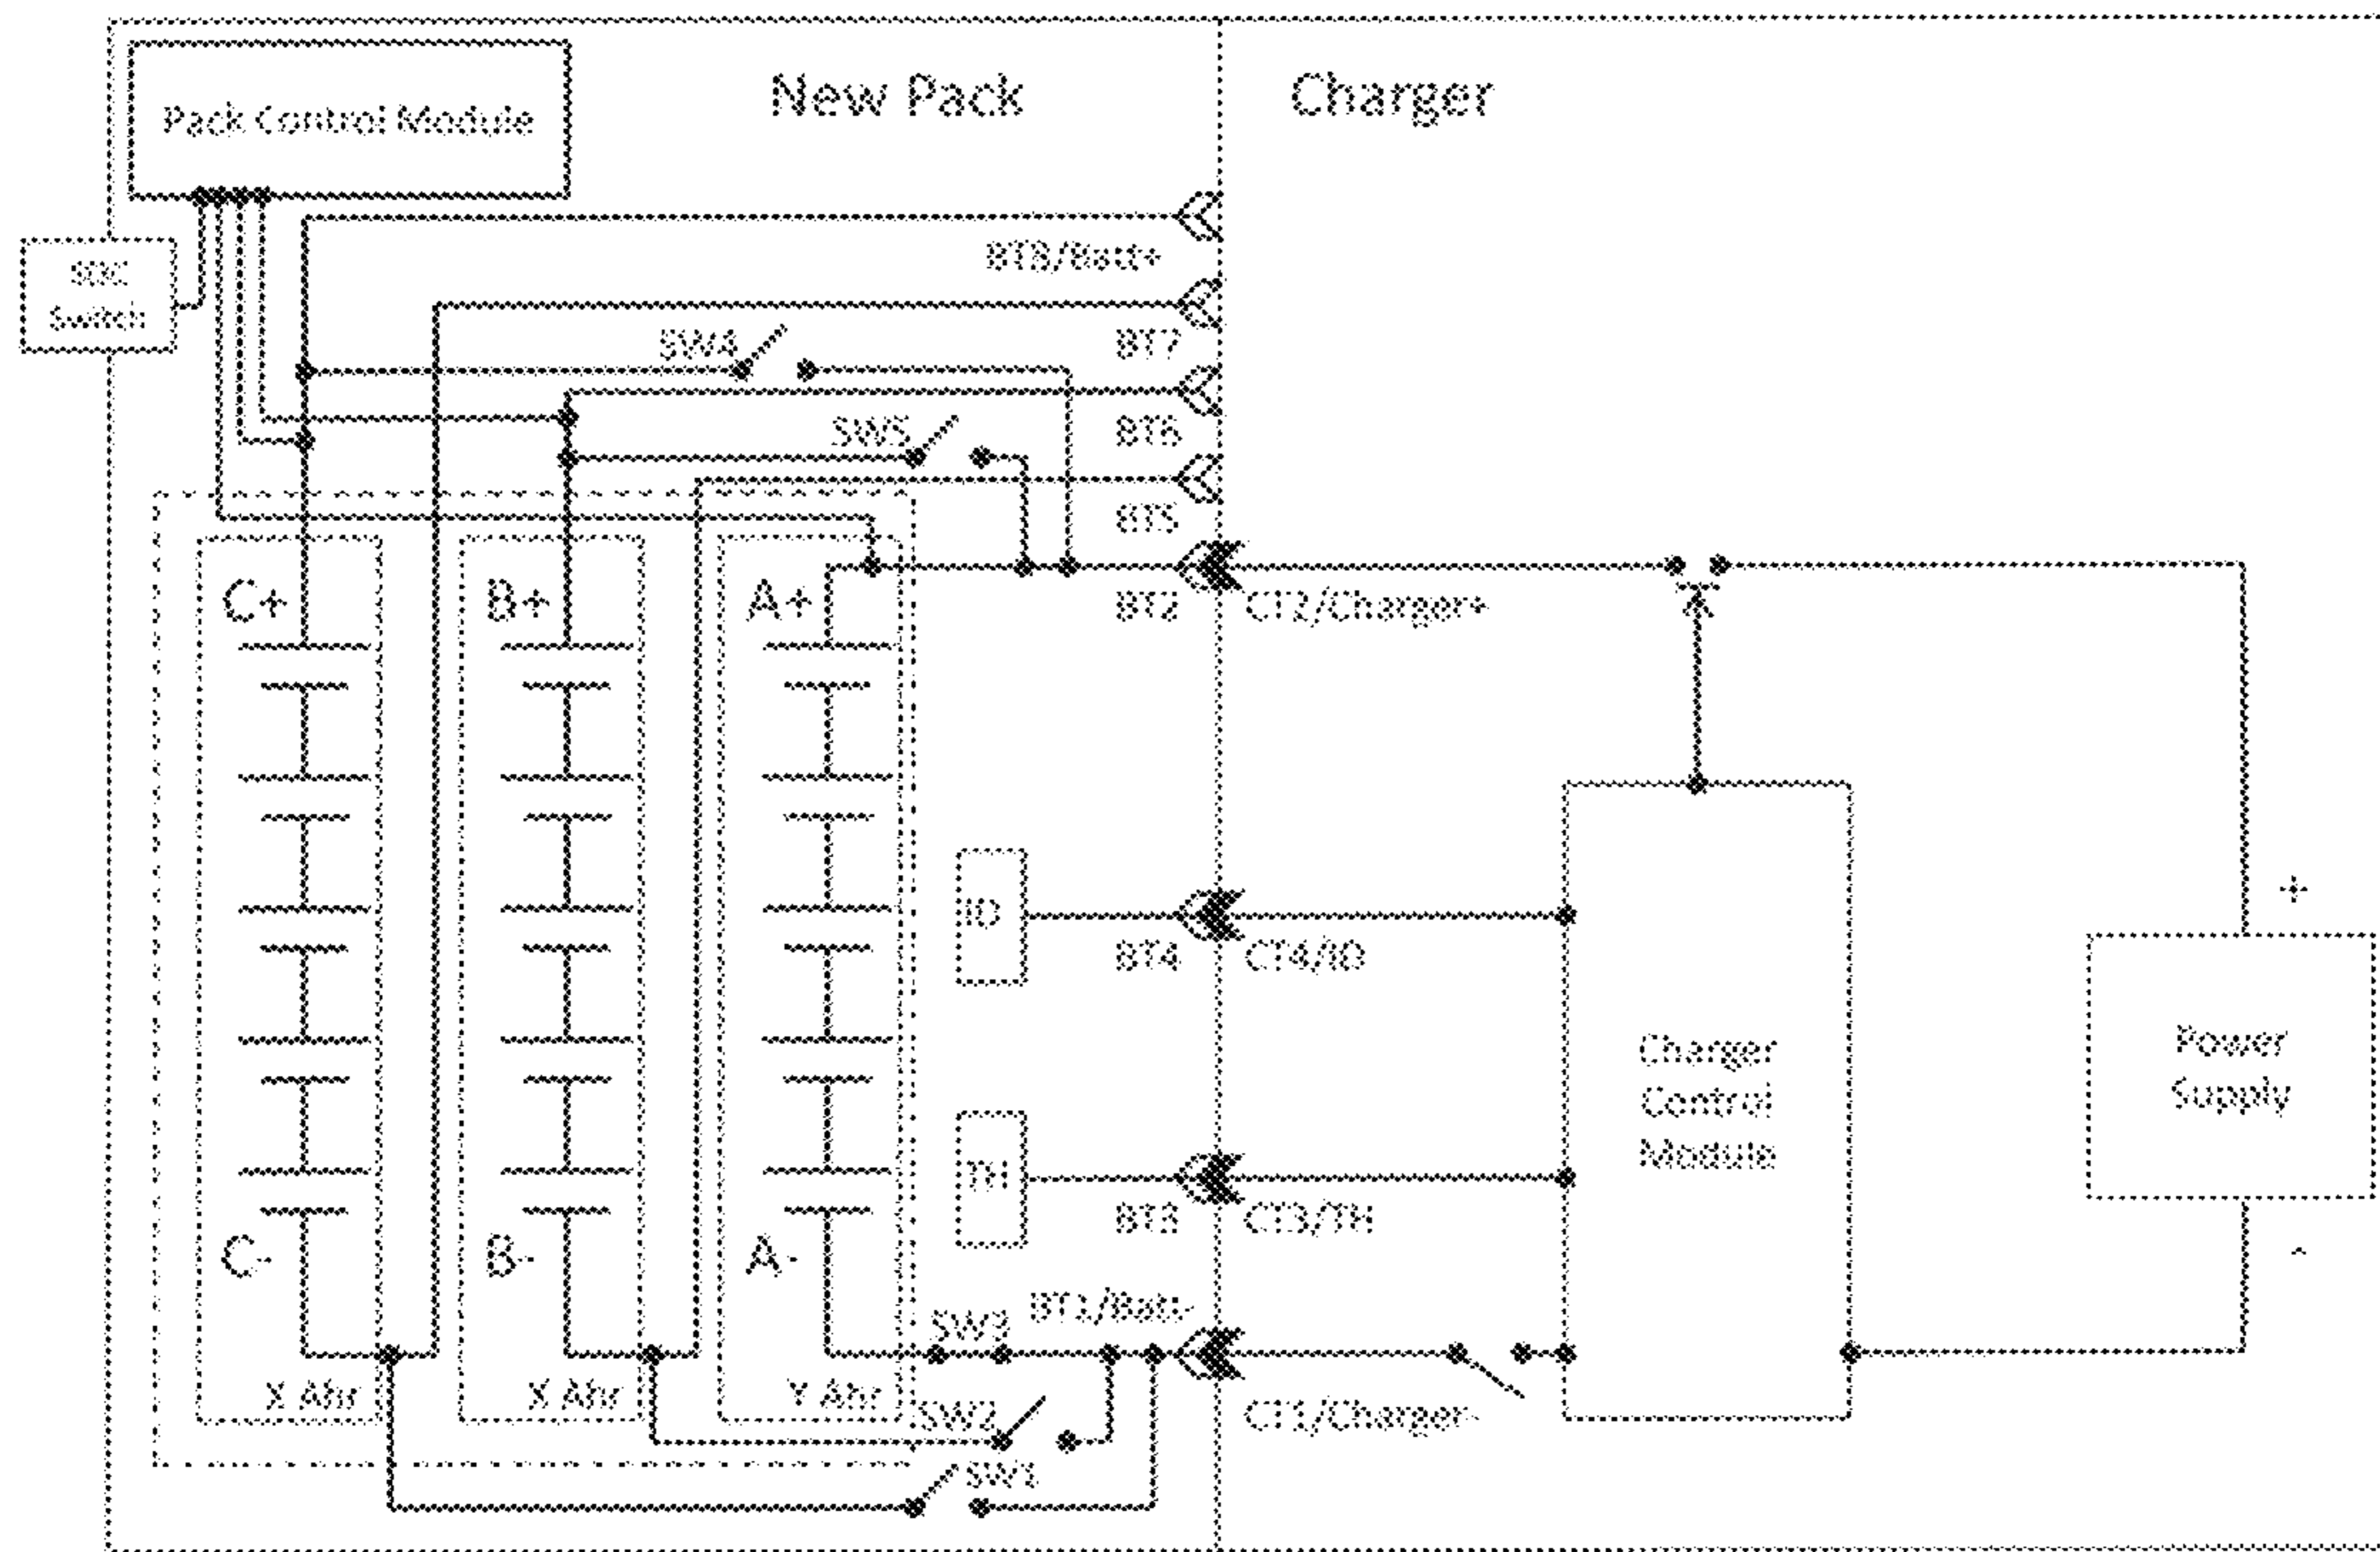 New Pack
Charger
Pack Control Module
SOC
Switch
BT8/Batt+
SW4
BT7
SW5
BT6
BT5
C+
B+
A+
BT2
CT2/Charger+
+
ID
BT4
CT4/ID
Charger
Control
Module
Power
Supply
TH
BT3
CT3/TH
C-
B-
A-
-
SW3
BT1/Batt-
X Ahr
X Ahr
Y Ahr
SW2
CT1/Charger-
SW1